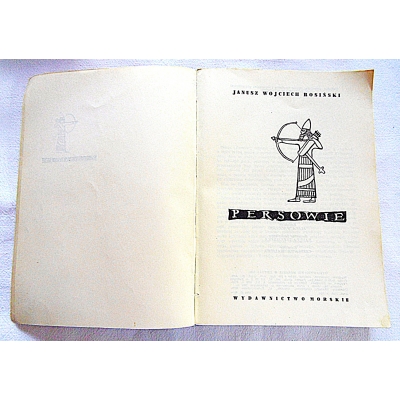 JANUSZ WOJCIECH ROSIŃSKI
PERSOWIE
WYDAWNICTWO MORSKIE